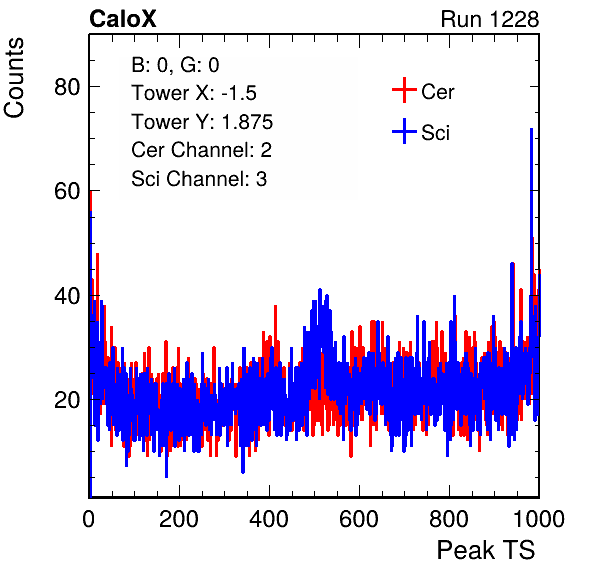 CaloX Run 1228
Counts
80
60
40
20
B: 0, G: 0
Tower X: -1.5
Tower Y: 1.875
Cer Channel: 2
Sci Channel: 3
Cer
Sci
0 200 400 600 800 1000
Peak TS